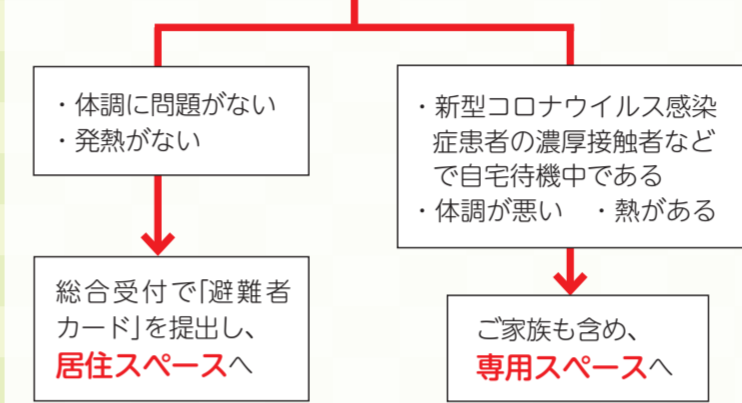 ・体調に問題がない
・発熱がない
・新型コロナウイルス感染
症患者の濃厚接触者など
で自宅待機中である
・体調が悪い　・熱がある
総合受付で「避難者
カード」を提出し、
居住スペースへ
ご家族も含め、
専用スペースへ